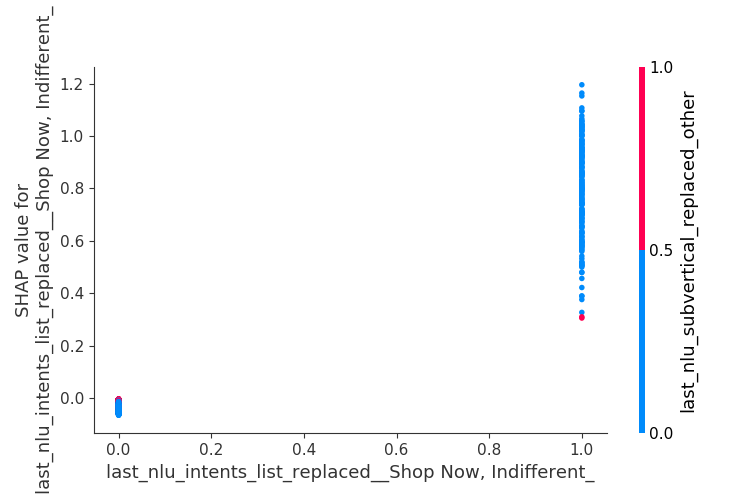 SHAP value for
last_nlu_intents_list_replaced__Shop Now, Indifferent_
1.2
1.0
0.8
0.6
0.4
0.2
0.0
0.0 0.2 0.4 0.6 0.8 1.0
last_nlu_intents_list_replaced__Shop Now, Indifferent_
1.0
0.5
0.0
last_nlu_subvertical_replaced_other